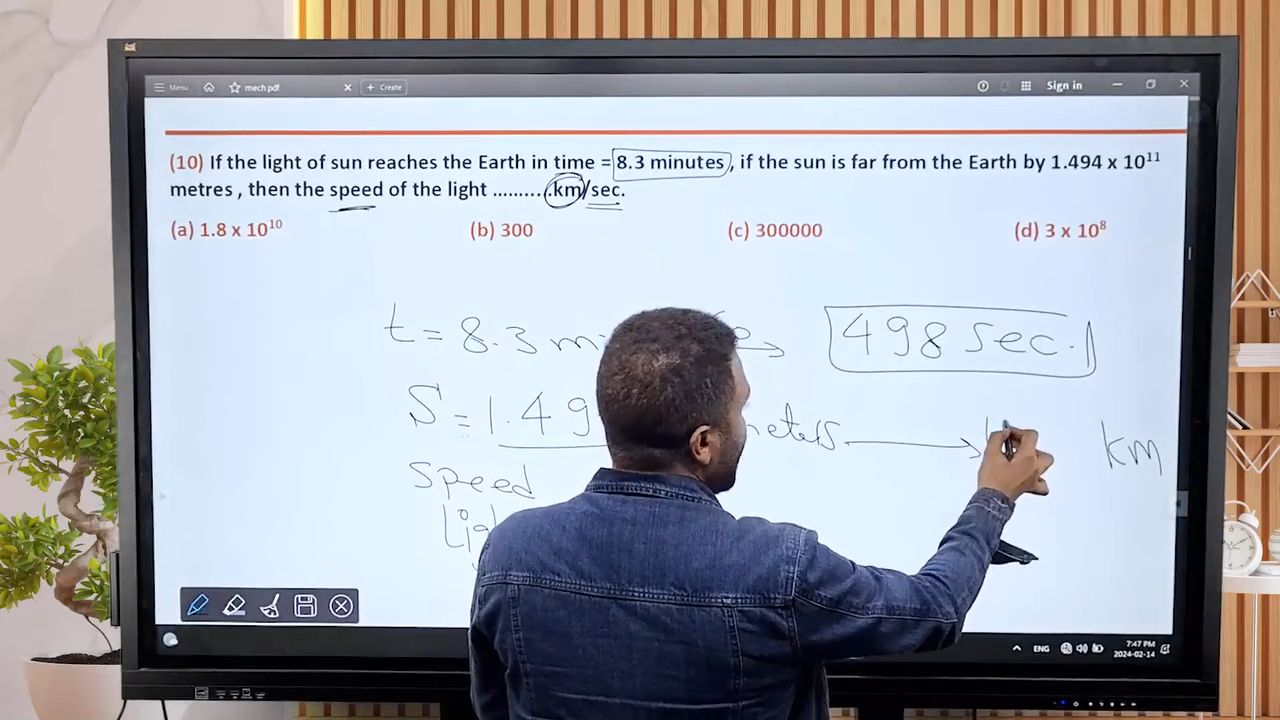 Menu mech pdf × + Create Sign in
(10) If the light of sun reaches the Earth in time = 8.3 minutes, if the sun is far from the Earth by 1.494 x 10¹¹
metres , then the speed of the light ..........km/sec.
(a) 1.8 x 10¹⁰ (b) 300 (c) 300000 (d) 3 x 10⁸
t = 8.3 498 sec.
S = 1.49 km
speed
ENG 7:47 PM
2024-02-14